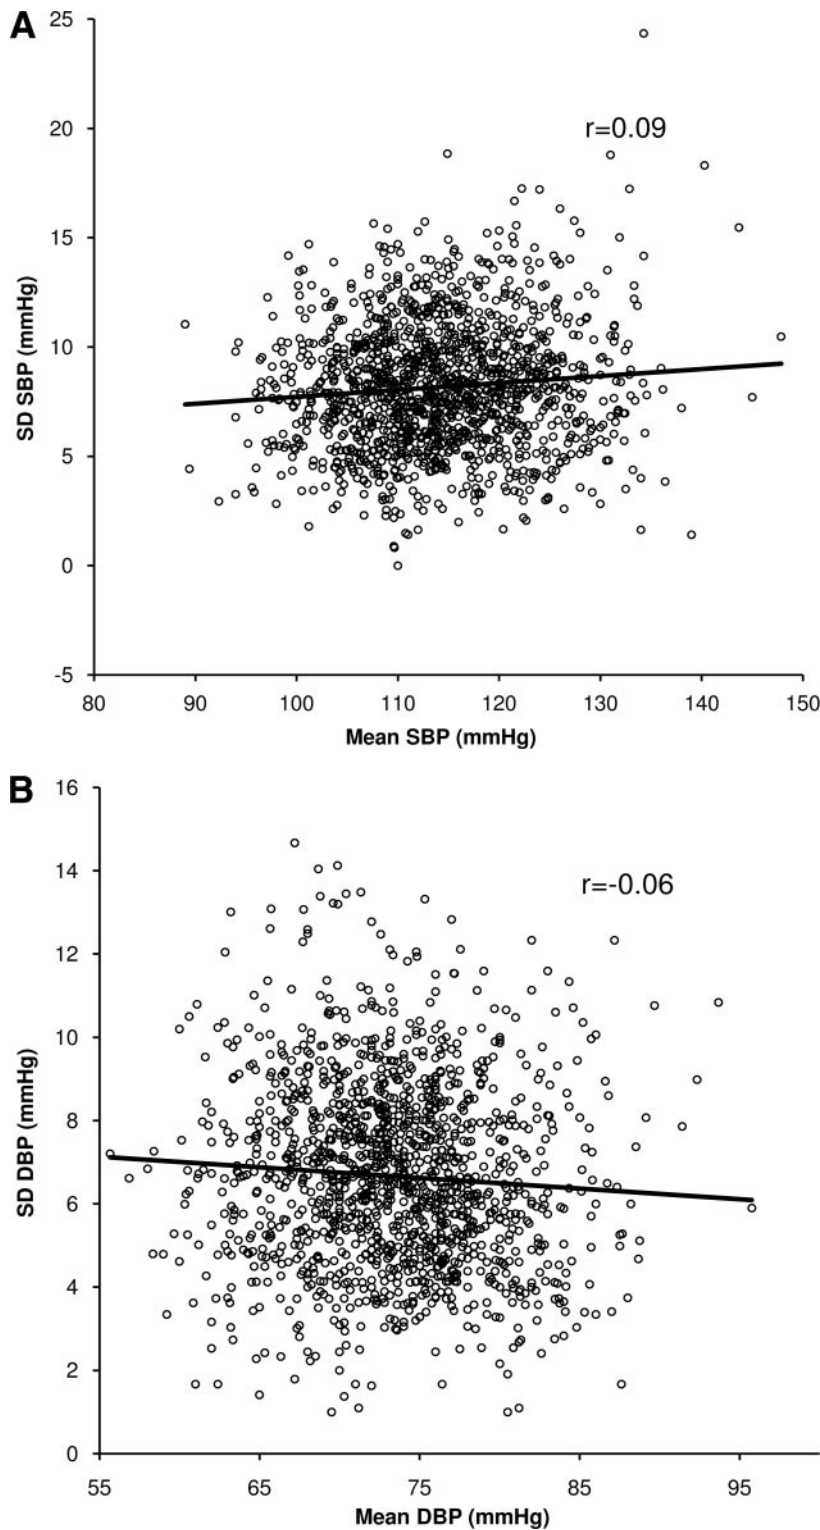 A
25
20
15
10
5
0
-5
SD SBP (mmHg)
r=0.09
80 90 100 110 120 130 140 150
Mean SBP (mmHg)
B
16
14
12
10
8
6
4
2
0
SD DBP (mmHg)
r=-0.06
55 65 75 85 95
Mean DBP (mmHg)